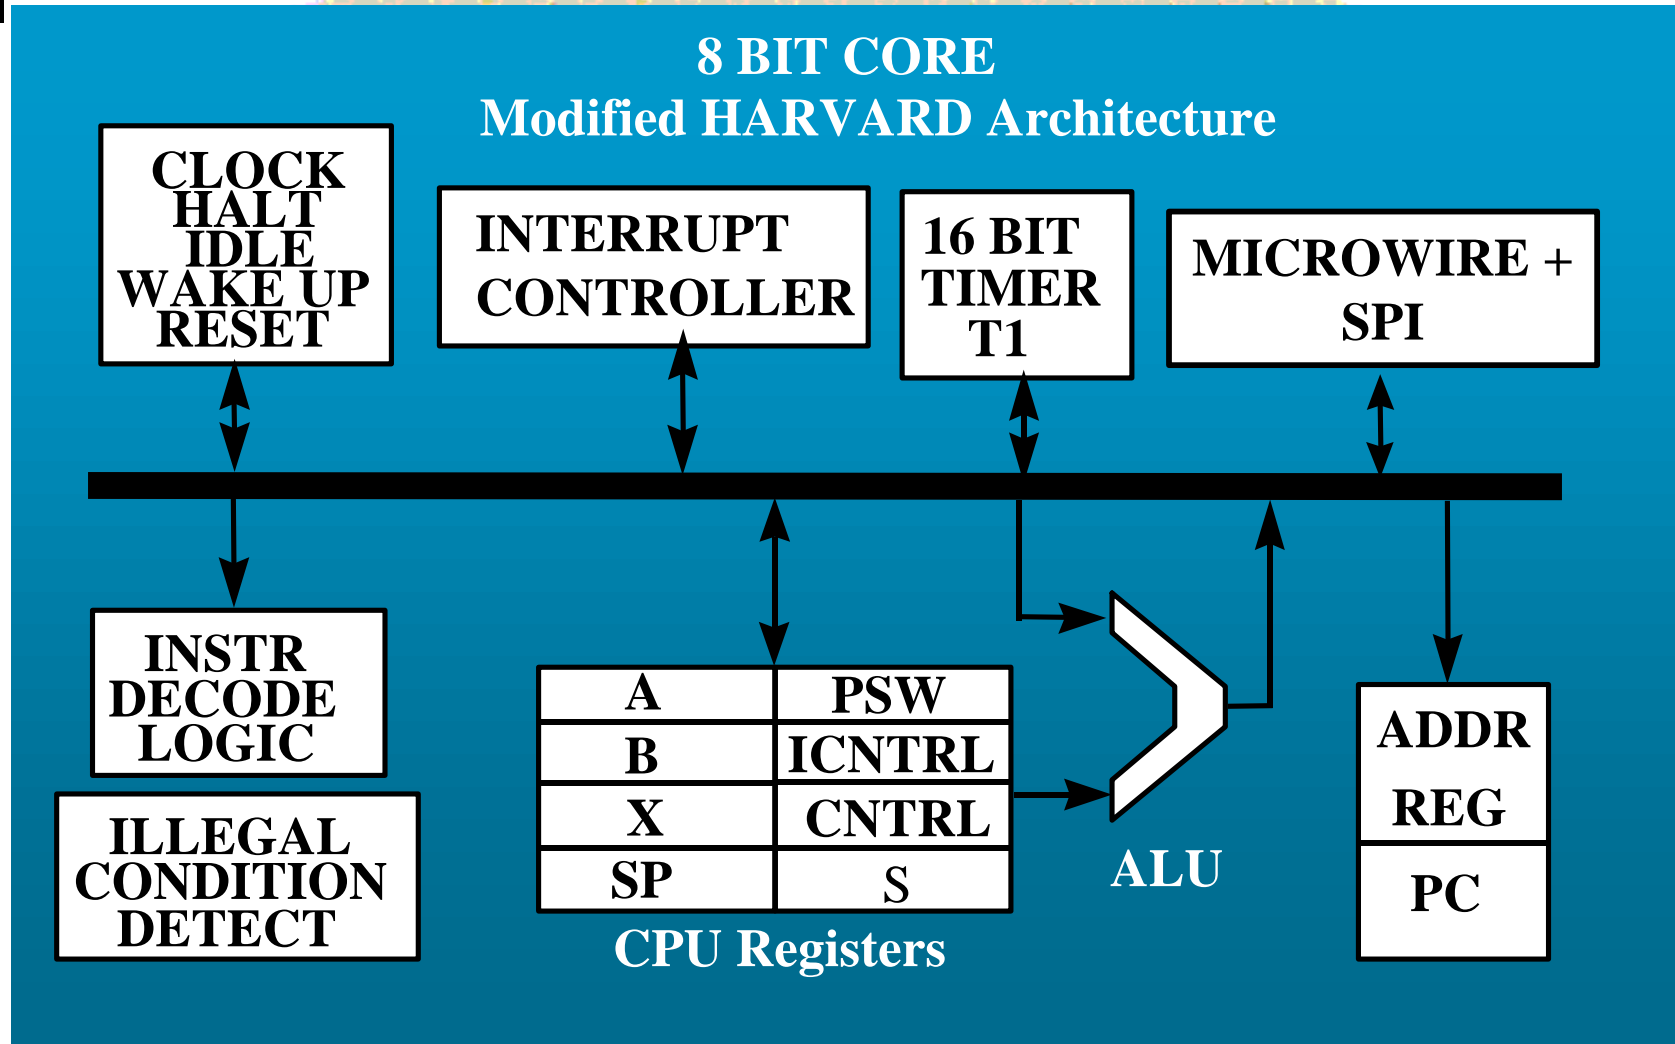 8 BIT CORE
Modified HARVARD Architecture
CLOCK
HALT
IDLE
WAKE UP
RESET
INTERRUPT
CONTROLLER
16 BIT
TIMER
T1
MICROWIRE +
SPI
INSTR
DECODE
LOGIC
ILLEGAL
CONDITION
DETECT
A PSW
B ICNTRL
X CNTRL
SP S
CPU Registers
ALU
ADDR
REG
PC